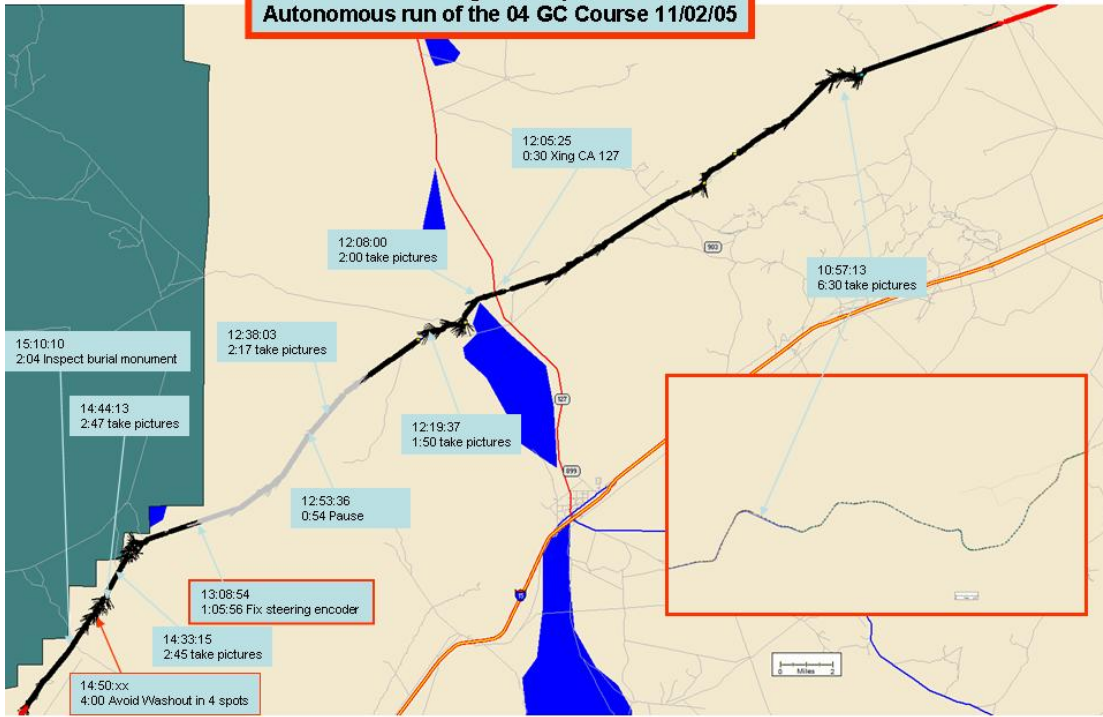 Autonomous run of the 04 GC Course 11/02/05
12:05:25
0:30 Xing CA 127
12:08:00
2:00 take pictures
903
10:57:13
6:30 take pictures
12:38:03
2:17 take pictures
15:10:10
2:04 Inspect burial monument
14:44:13
2:47 take pictures
127
12:19:37
1:50 take pictures
899
12:53:36
0:54 Pause
13:08:54
1:05:56 Fix steering encoder
15
14:33:15
2:45 take pictures
0 Miles 2
14:50:xx
4:00 Avoid Washout in 4 spots